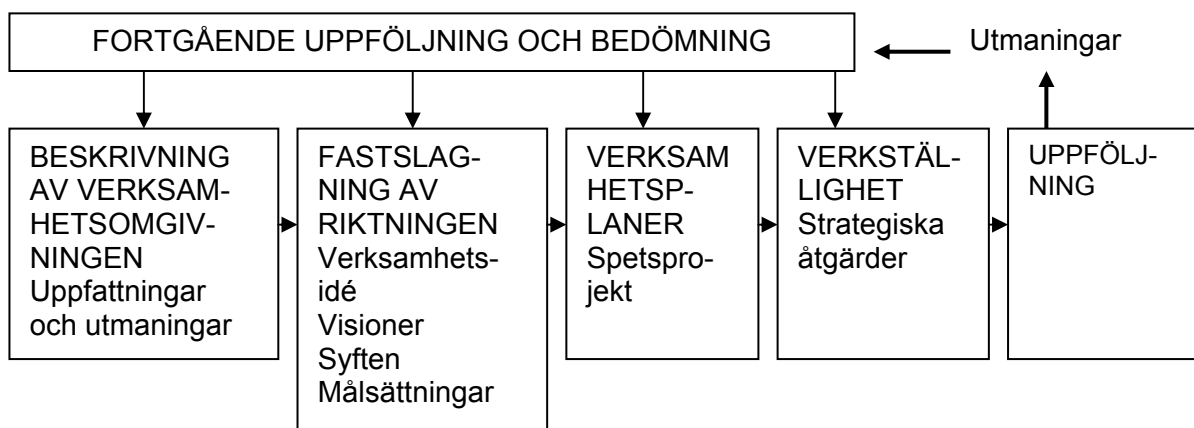 FORTGÅENDE UPPFÖLJNING OCH BEDÖMNING
Utmaningar
BESKRIVNING
AV VERKSAM-
HETSOMGIV-
NINGEN
Uppfattningar
och utmaningar
FASTSLAG-
NING AV
RIKTNINGEN
Verksamhets-
idé
Visioner
Syften
Målsättningar
VERKSAM
HETSP-
LANER
Spetspro-
jekt
VERKSTÄL-
LIGHET
Strategiska
åtgärder
UPPFÖLJ-
NING